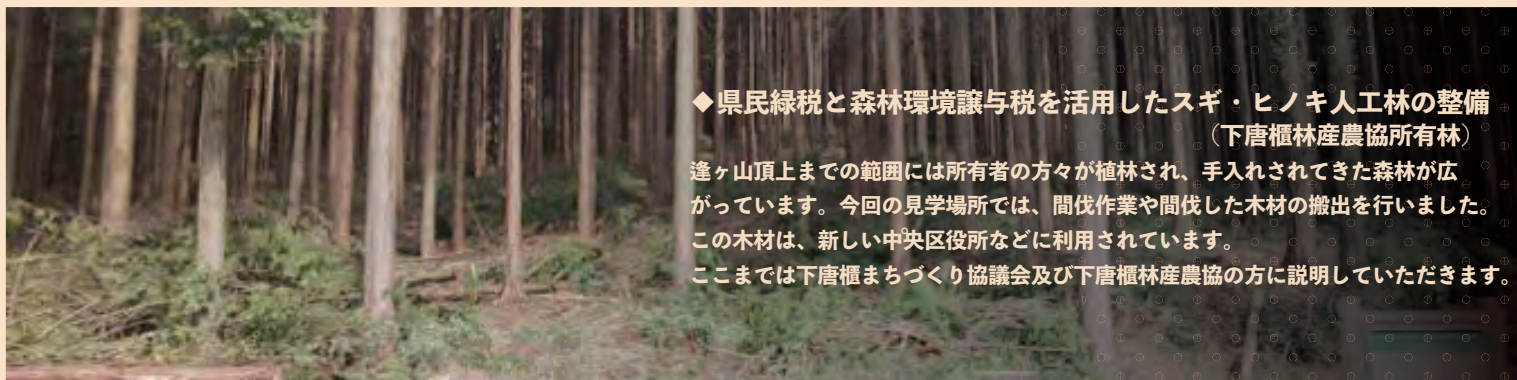 ◆県民緑税と森林環境譲与税を活用したスギ・ヒノキ人工林の整備
（下唐櫃林産農協所有林）
逢ヶ山頂上までの範囲には所有者の方々が植林され、手入れされてきた森林が広
がっています。今回の見学場所では、間伐作業や間伐した木材の搬出を行いました。
この木材は、新しい中央区役所などに利用されています。
ここまでは下唐櫃まちづくり協議会及び下唐櫃林産農協の方に説明していただきます。